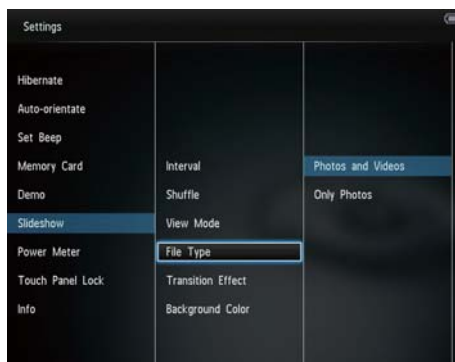 Settings
Hibernate
Auto-orientate
Set Beep
Memory Card
Demo
Slideshow
Power Meter
Touch Panel Lock
Info
Interval
Shuffle
View Mode
File Type
Transition Effect
Background Color
Photos and Videos
Only Photos